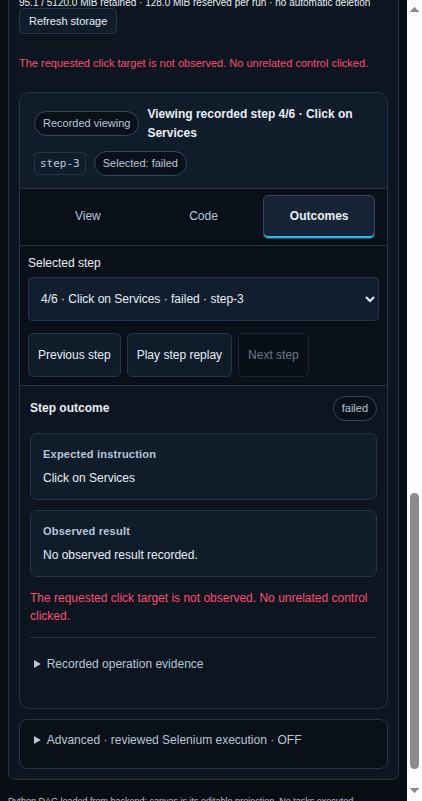 95.1 / 5120.0 MiB retained · 128.0 MiB reserved per run · no automatic deletion
Refresh storage
The requested click target is not observed. No unrelated control clicked.
Recorded viewing
Viewing recorded step 4/6 · Click on
Services
step-3
Selected: failed
View
Code
Outcomes
Selected step
4/6 · Click on Services · failed · step-3
Previous step
Play step replay
Next step
Step outcome
failed
Expected instruction
Click on Services
Observed result
No observed result recorded.
The requested click target is not observed. No unrelated control
clicked.
Recorded operation evidence
Advanced · reviewed Selenium execution · OFF
Python DAG loaded from backend; canvas is its editable projection. No tasks executed.